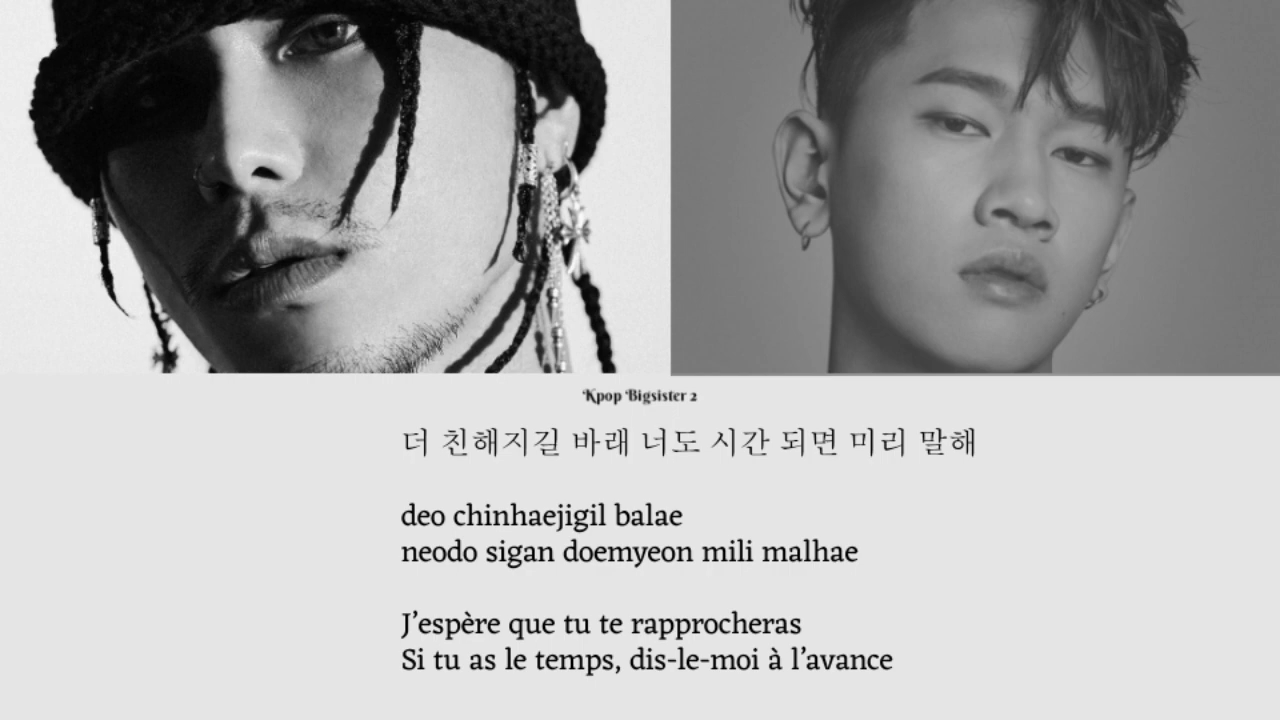 Kpop Bigsister 2
더 친해지길 바래 너도 시간 되면 미리 말해
deo chinhaejigil balae
neodo sigan doemyeon mili malhae
J’espère que tu te rapprocheras
Si tu as le temps, dis-le-moi à l’avance